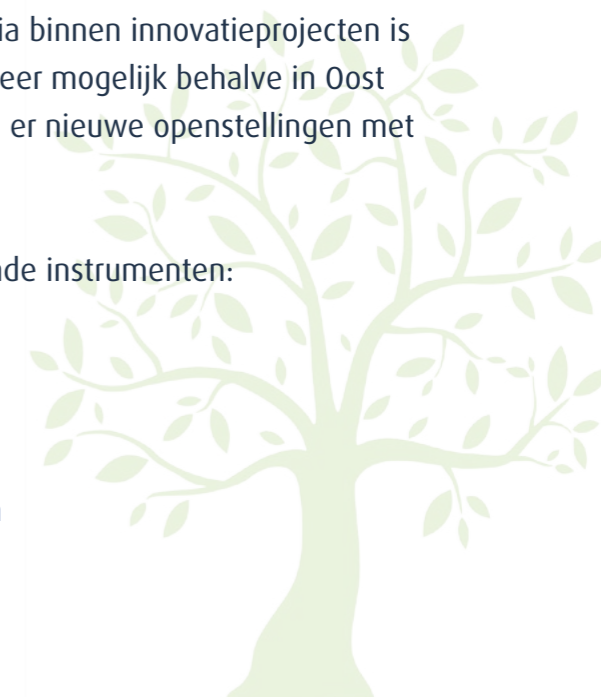 ia binnen innovatieprojecten is
eer mogelijk behalve in Oost
er nieuwe openstellingen met
de instrumenten: